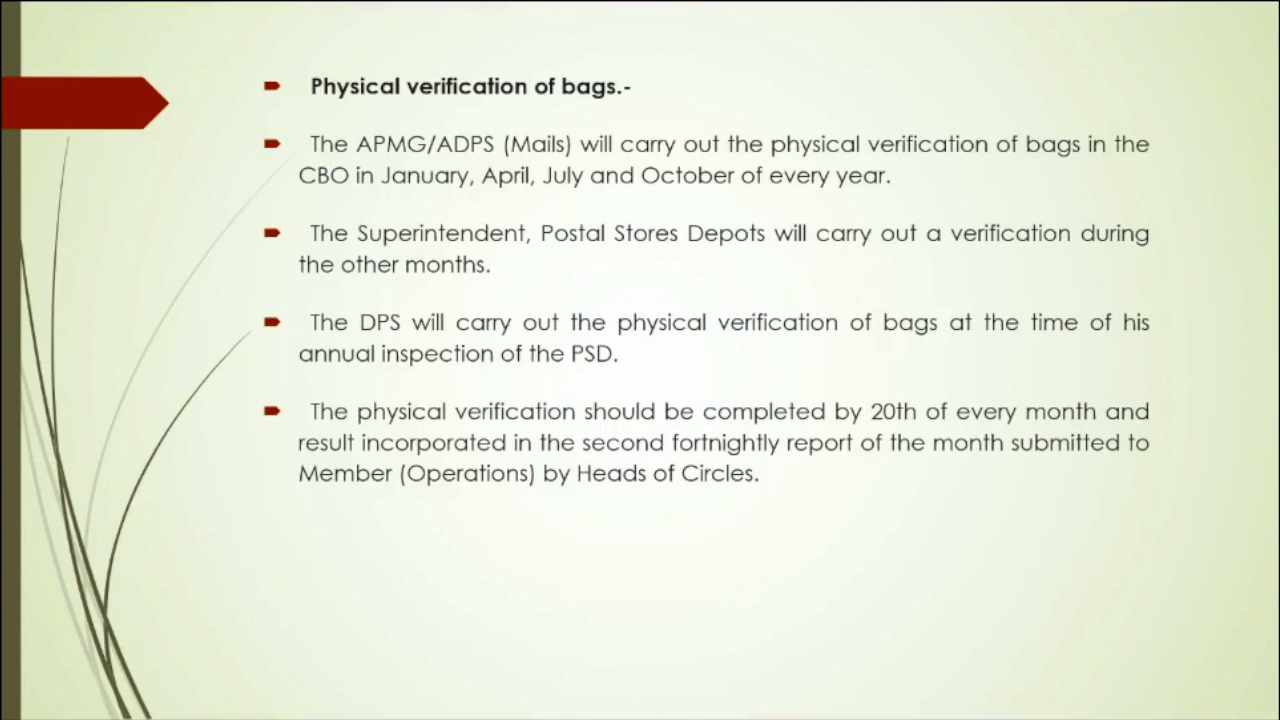 Physical verification of bags.-
The APMG/ADPS (Mails) will carry out the physical verification of bags in the
CBO in January, April, July and October of every year.
The Superintendent, Postal Stores Depots will carry out a verification during
the other months.
The DPS will carry out the physical verification of bags at the time of his
annual inspection of the PSD.
The physical verification should be completed by 20th of every month and
result incorporated in the second fortnightly report of the month submitted to
Member (Operations) by Heads of Circles.